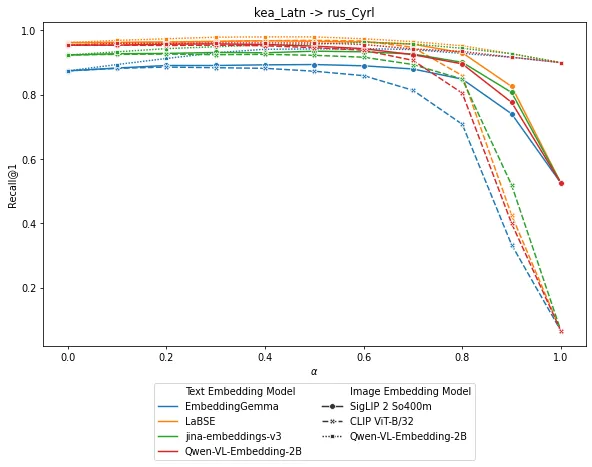 kea_Latn -> rus_Cyrl
1.0
0.8
0.6
0.4
0.2
Recall@1
0.0 0.2 0.4 0.6 0.8 1.0
α
Text Embedding Model Image Embedding Model
EmbeddingGemma SigLIP 2 So400m
LaBSE CLIP ViT-B/32
jina-embeddings-v3 Qwen-VL-Embedding-2B
Qwen-VL-Embedding-2B